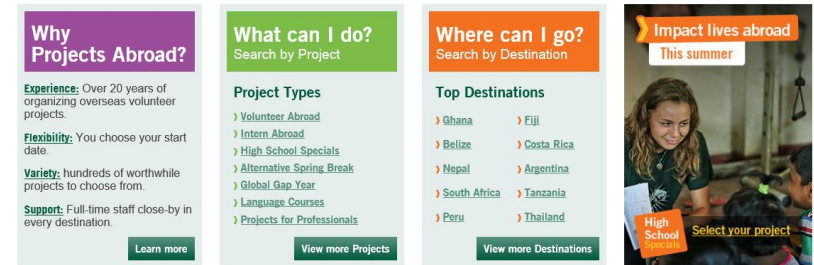 Why
Projects Abroad?
Experience: Over 20 years of
organizing overseas volunteer
projects.
Flexibility: You choose your start
date.
Variety: hundreds of worthwhile
projects to choose from.
Support: Full-time staff close-by in
every destination.
Learn more
What can I do?
Search by Project
Project Types
Volunteer Abroad
Intern Abroad
High School Specials
Alternative Spring Break
Global Gap Year
Language Courses
Projects for Professionals
View more Projects
Where can I go?
Search by Destination
Top Destinations
Ghana
Fiji
Belize
Costa Rica
Nepal
Argentina
South Africa
Tanzania
Peru
Thailand
View more Destinations
Impact lives abroad
This summer
High
School
Specials
Select your project